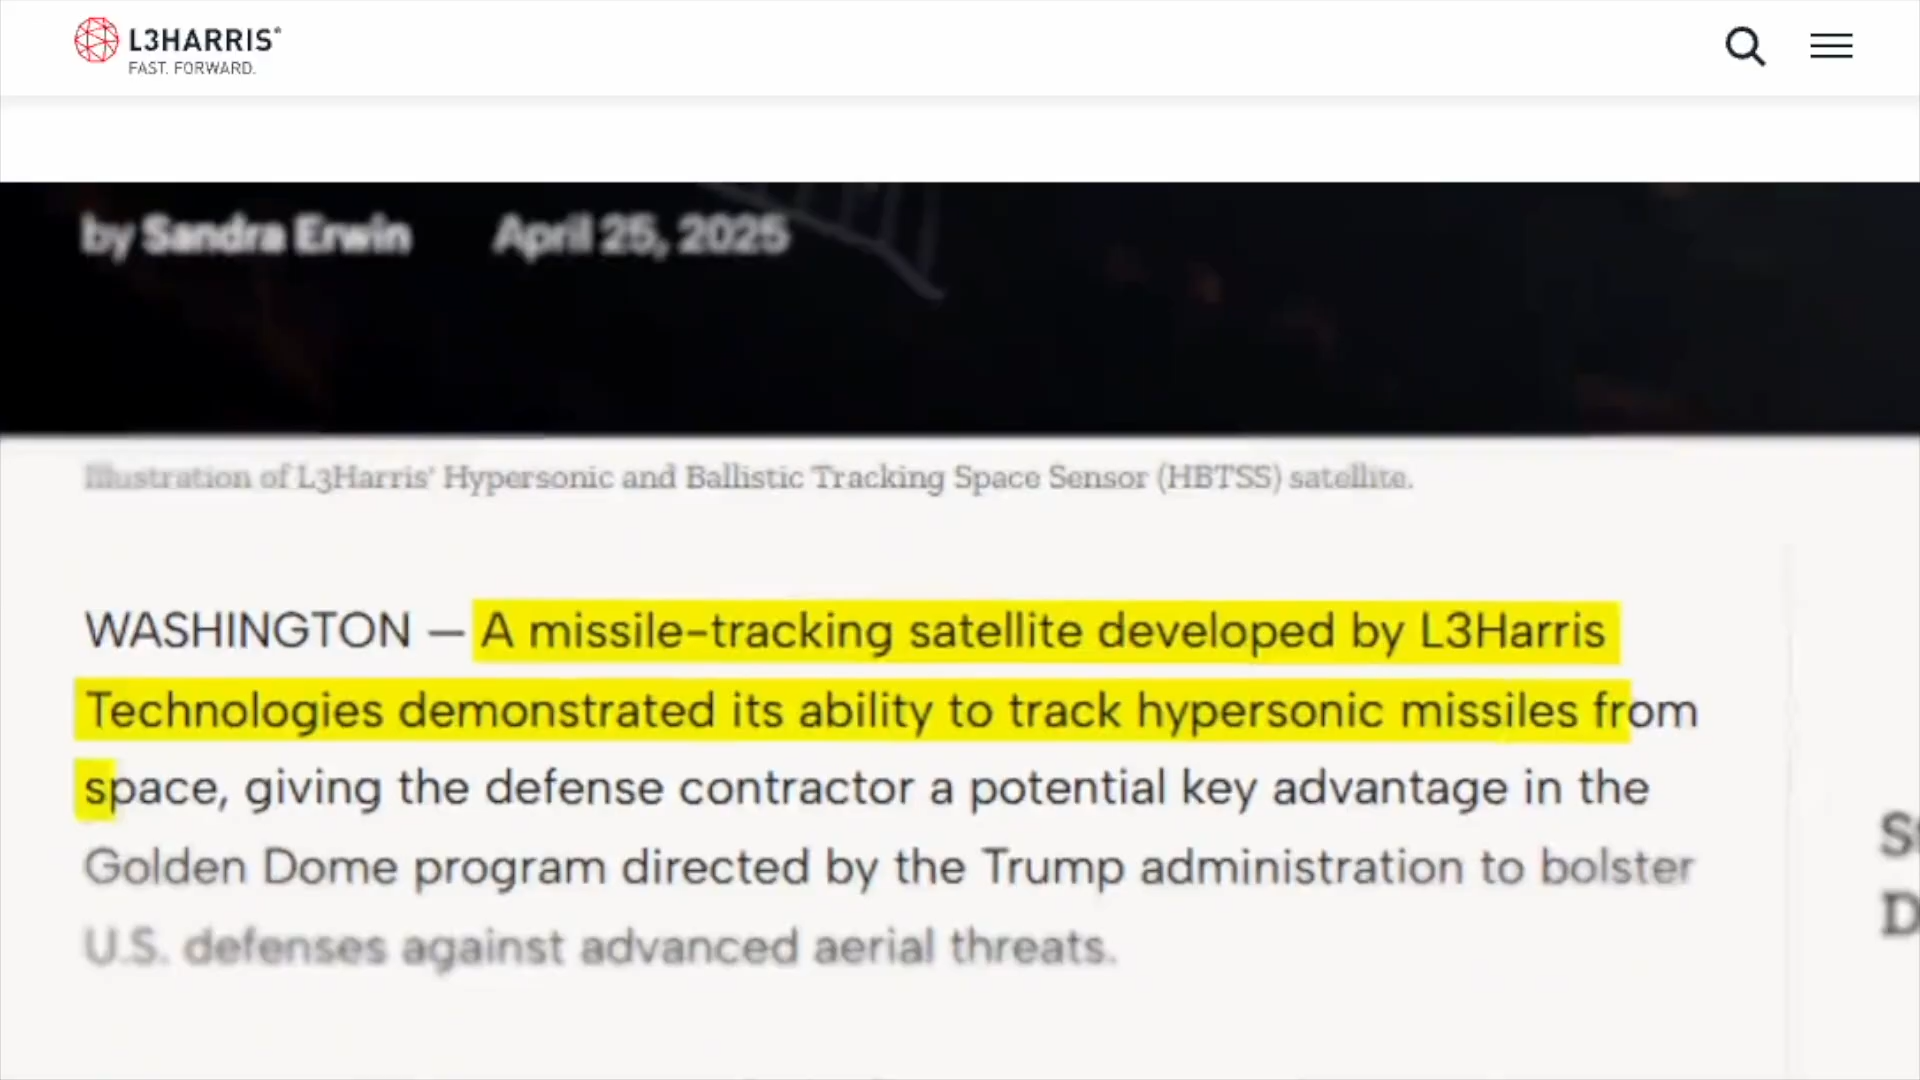 L3HARRIS®
FAST. FORWARD.
by Sandra Erwin April 25, 2025
Illustration of L3Harris' Hypersonic and Ballistic Tracking Space Sensor (HBTSS) satellite.
WASHINGTON — A missile-tracking satellite developed by L3Harris
Technologies demonstrated its ability to track hypersonic missiles from
space, giving the defense contractor a potential key advantage in the
Golden Dome program directed by the Trump administration to bolster
U.S. defenses against advanced aerial threats.